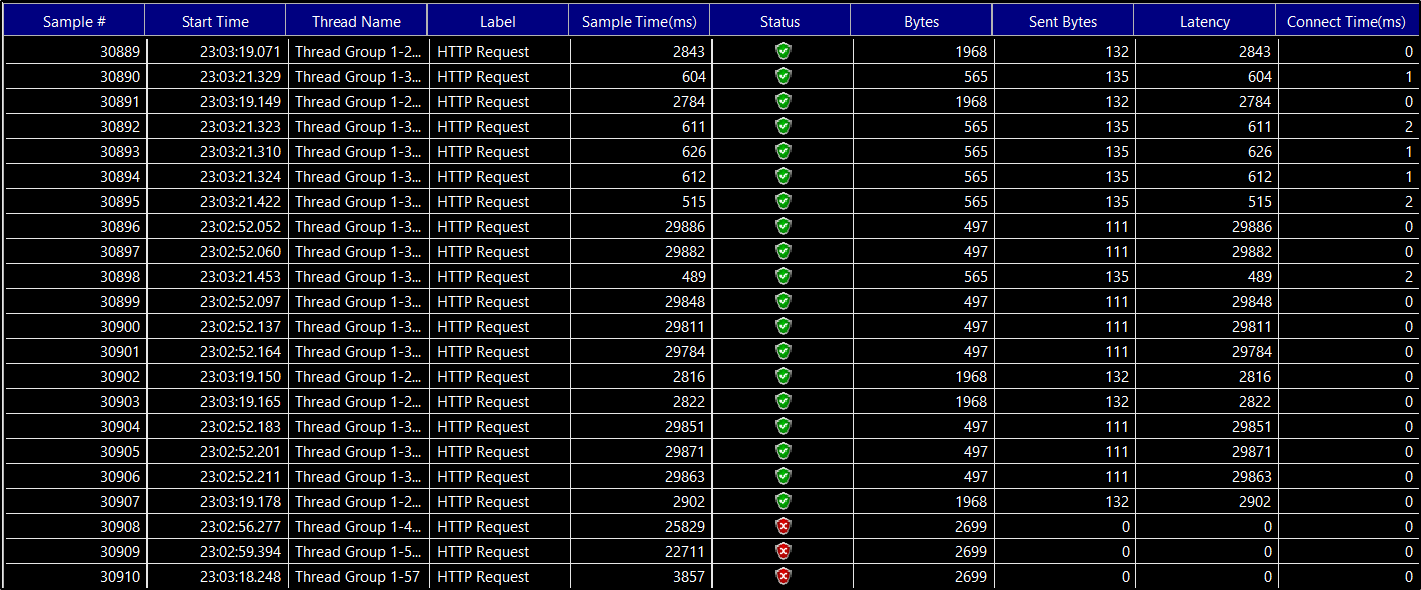 Sample # Start Time Thread Name Label Sample Time(ms) Status Bytes Sent Bytes Latency Connect Time(ms)
30889 23:03:19.071 Thread Group 1-2... HTTP Request 2843 1968 132 2843 0
30890 23:03:21.329 Thread Group 1-3... HTTP Request 604 565 135 604 1
30891 23:03:19.149 Thread Group 1-2... HTTP Request 2784 1968 132 2784 0
30892 23:03:21.323 Thread Group 1-3... HTTP Request 611 565 135 611 2
30893 23:03:21.310 Thread Group 1-3... HTTP Request 626 565 135 626 1
30894 23:03:21.324 Thread Group 1-3... HTTP Request 612 565 135 612 1
30895 23:03:21.422 Thread Group 1-3... HTTP Request 515 565 135 515 2
30896 23:02:52.052 Thread Group 1-3... HTTP Request 29886 497 111 29886 0
30897 23:02:52.060 Thread Group 1-3... HTTP Request 29882 497 111 29882 0
30898 23:03:21.453 Thread Group 1-3... HTTP Request 489 565 135 489 2
30899 23:02:52.097 Thread Group 1-3... HTTP Request 29848 497 111 29848 0
30900 23:02:52.137 Thread Group 1-3... HTTP Request 29811 497 111 29811 0
30901 23:02:52.164 Thread Group 1-3... HTTP Request 29784 497 111 29784 0
30902 23:03:19.150 Thread Group 1-2... HTTP Request 2816 1968 132 2816 0
30903 23:03:19.165 Thread Group 1-2... HTTP Request 2822 1968 132 2822 0
30904 23:02:52.183 Thread Group 1-3... HTTP Request 29851 497 111 29851 0
30905 23:02:52.201 Thread Group 1-3... HTTP Request 29871 497 111 29871 0
30906 23:02:52.211 Thread Group 1-3... HTTP Request 29863 497 111 29863 0
30907 23:03:19.178 Thread Group 1-2... HTTP Request 2902 1968 132 2902 0
30908 23:02:56.277 Thread Group 1-4... HTTP Request 25829 2699 0 0 0
30909 23:02:59.394 Thread Group 1-5... HTTP Request 22711 2699 0 0 0
30910 23:03:18.248 Thread Group 1-57 HTTP Request 3857 2699 0 0 0